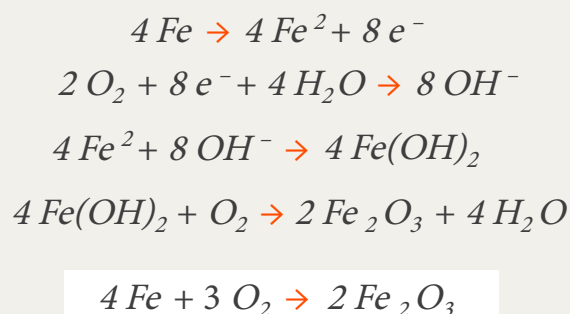 4 Fe → 4 Fe²+ 8 e⁻
2 O₂ + 8 e⁻+ 4 H₂O → 8 OH⁻
4 Fe²+ 8 OH⁻ → 4 Fe(OH)₂
4 Fe(OH)₂ + O₂ → 2 Fe₂O₃ + 4 H₂O
4 Fe + 3 O₂ → 2 Fe₂O₃